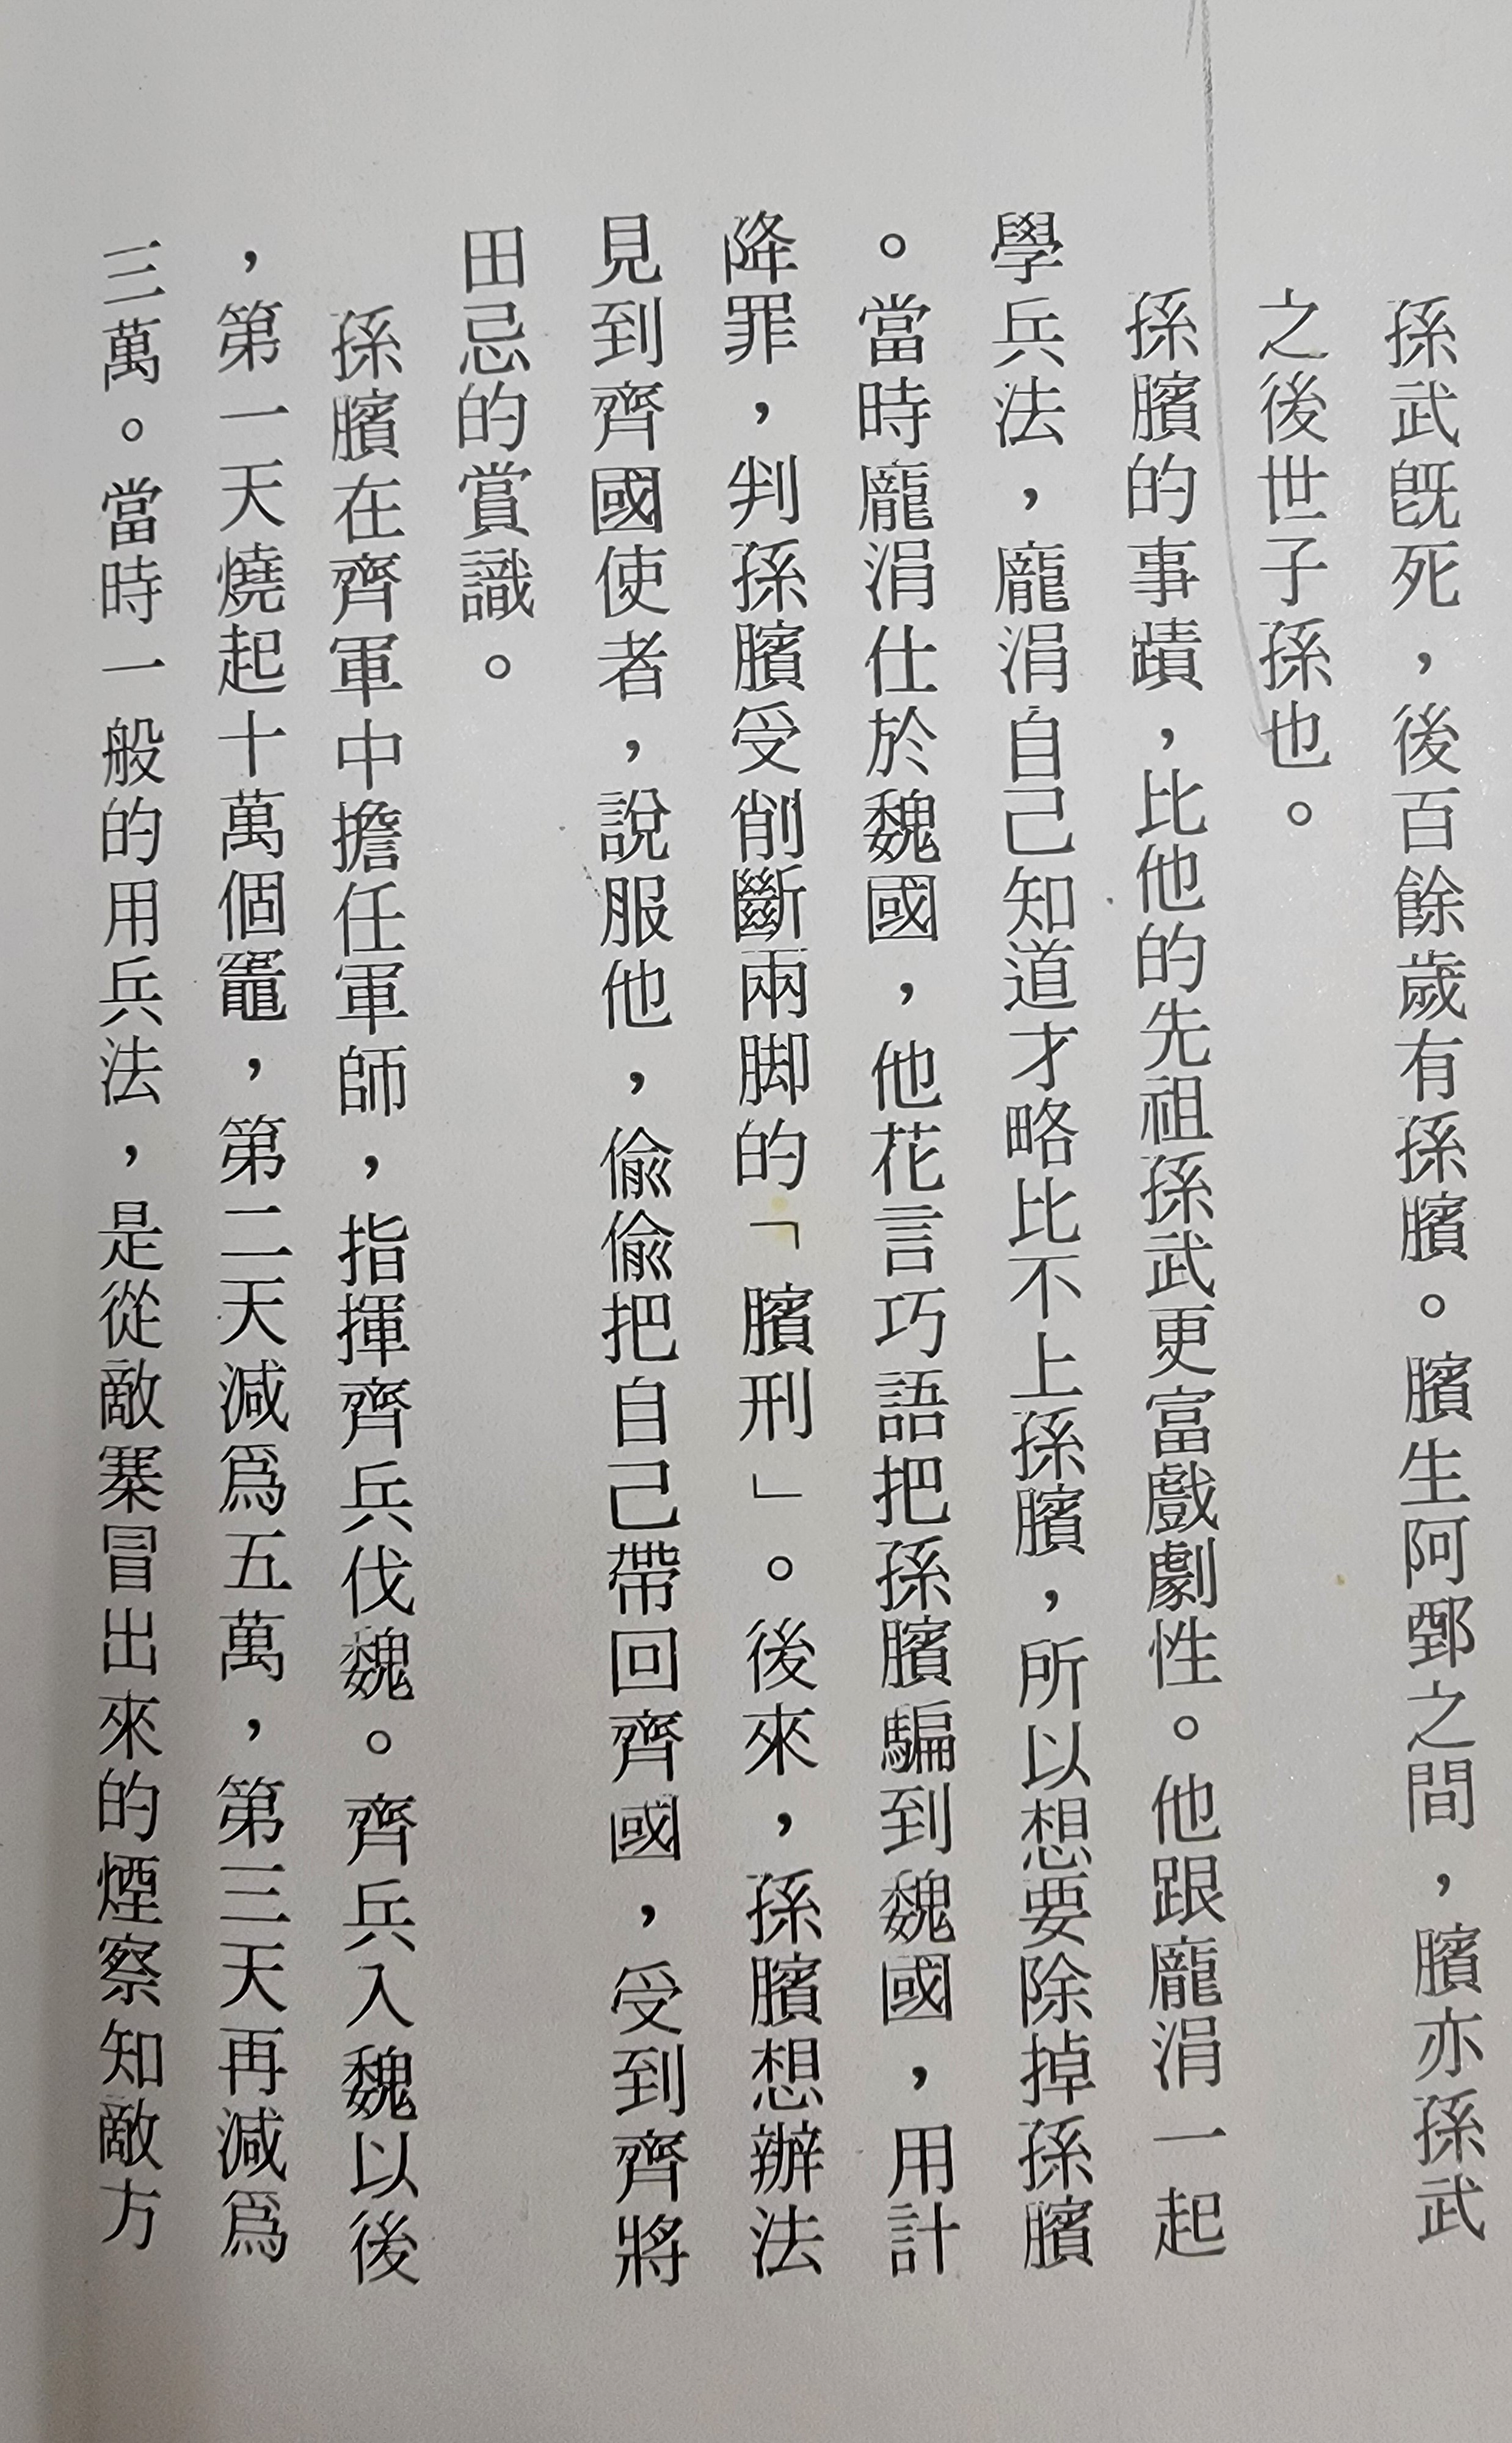 孫武既死，後百餘歲有孫臏。臏生阿鄄之間，臏亦孫武
之後世子孫也。
孫臏的事蹟，比他的先祖孫武更富戲劇性。他跟龐涓一起
學兵法，龐涓自己知道才略比不上孫臏，所以想要除掉孫臏
。當時龐涓仕於魏國，他花言巧語把孫臏騙到魏國，用計
降罪，判孫臏受削斷兩脚的「臏刑」。後來，孫臏想辦法
見到齊國使者，說服他，偷偷把自己帶回齊國，受到齊將
田忌的賞識。
孫臏在齊軍中擔任軍師，指揮齊兵伐魏。齊兵入魏以後
，第一天燒起十萬個竈，第二天減爲五萬，第三天再減爲
三萬。當時一般的用兵法，是從敵寨冒出來的煙察知敵方